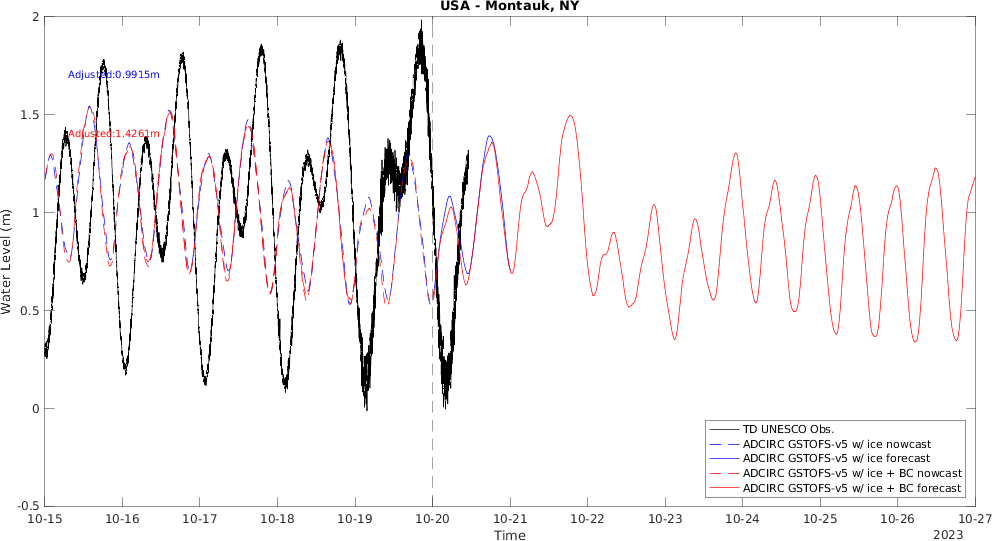 USA - Montauk, NY
2
1.5
1
0.5
0
-0.5
Water Level (m)
Adjusted:0.9915m
Adjusted:1.4261m
TD UNESCO Obs.
ADCIRC GSTOFS-v5 w/ ice nowcast
ADCIRC GSTOFS-v5 w/ ice forecast
ADCIRC GSTOFS-v5 w/ ice + BC nowcast
ADCIRC GSTOFS-v5 w/ ice + BC forecast
10-15 10-16 10-17 10-18 10-19 10-20 10-21 10-22 10-23 10-24 10-25 10-26 10-27
Time
2023